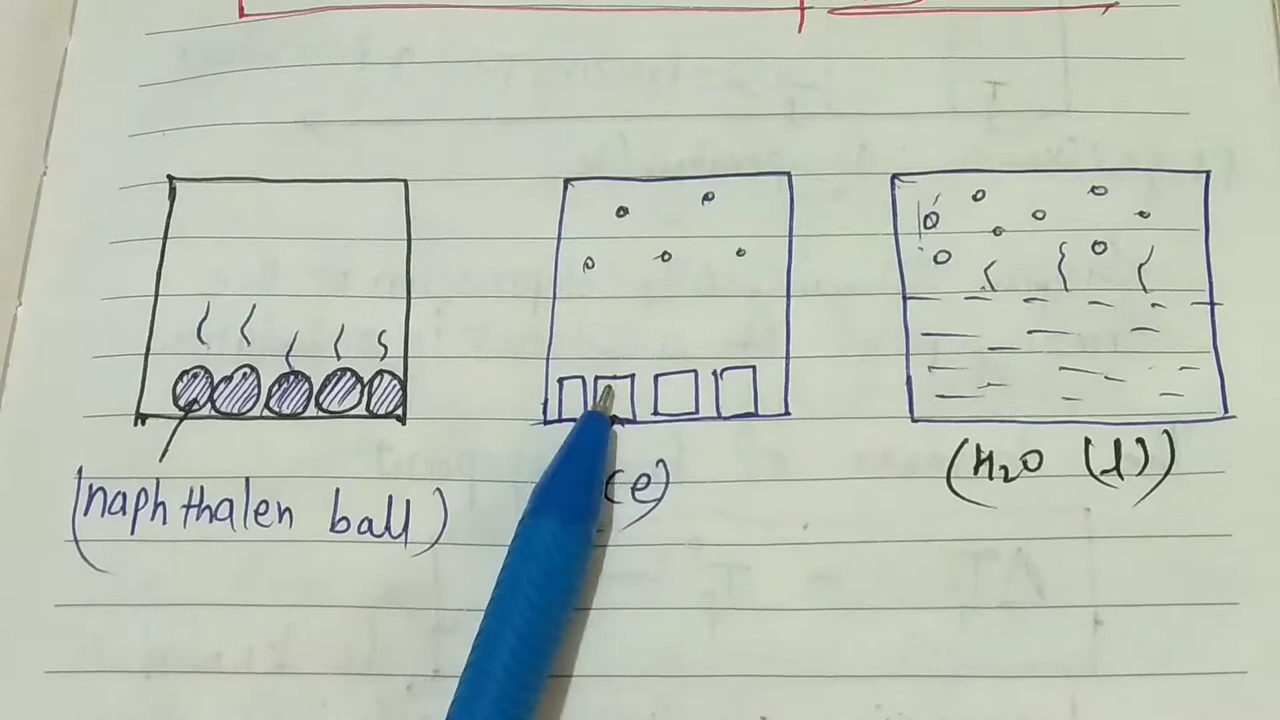 (naphthalen ball)
e)
(H₂O (l))